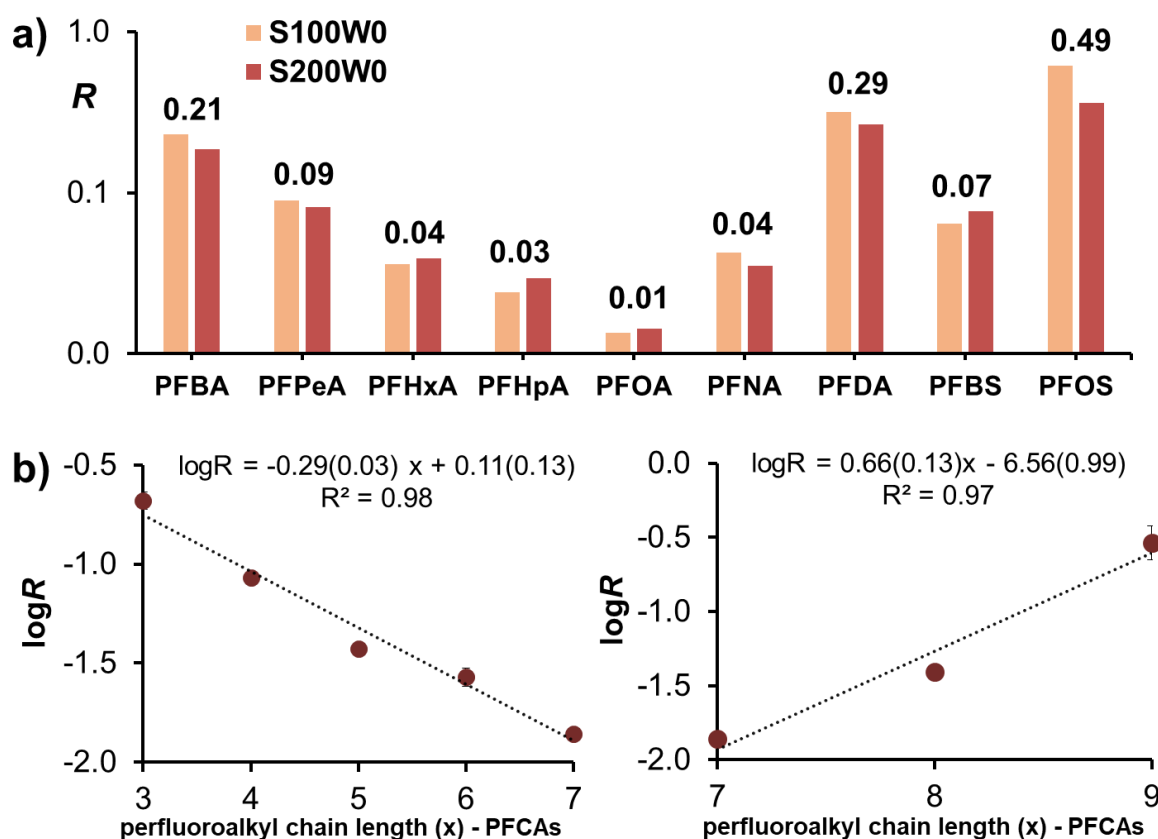 a)
1.0
R
0.1
0.0
S100W0
S200W0
0.21
0.09
0.04
0.03
0.01
0.04
0.29
0.07
0.49
PFBA PFPeA PFHxA PFHpA PFOA PFNA PFDA PFBS PFOS
b)
logR = -0.29(0.03) x + 0.11(0.13)
R² = 0.98
-0.5
-1.0
-1.5
-2.0
logR
3 4 5 6 7
perfluoroalkyl chain length (x) - PFCAs
logR = 0.66(0.13)x - 6.56(0.99)
R² = 0.97
0.0
-0.5
-1.0
-1.5
-2.0
logR
7 8 9
perfluoroalkyl chain length (x) - PFCAs